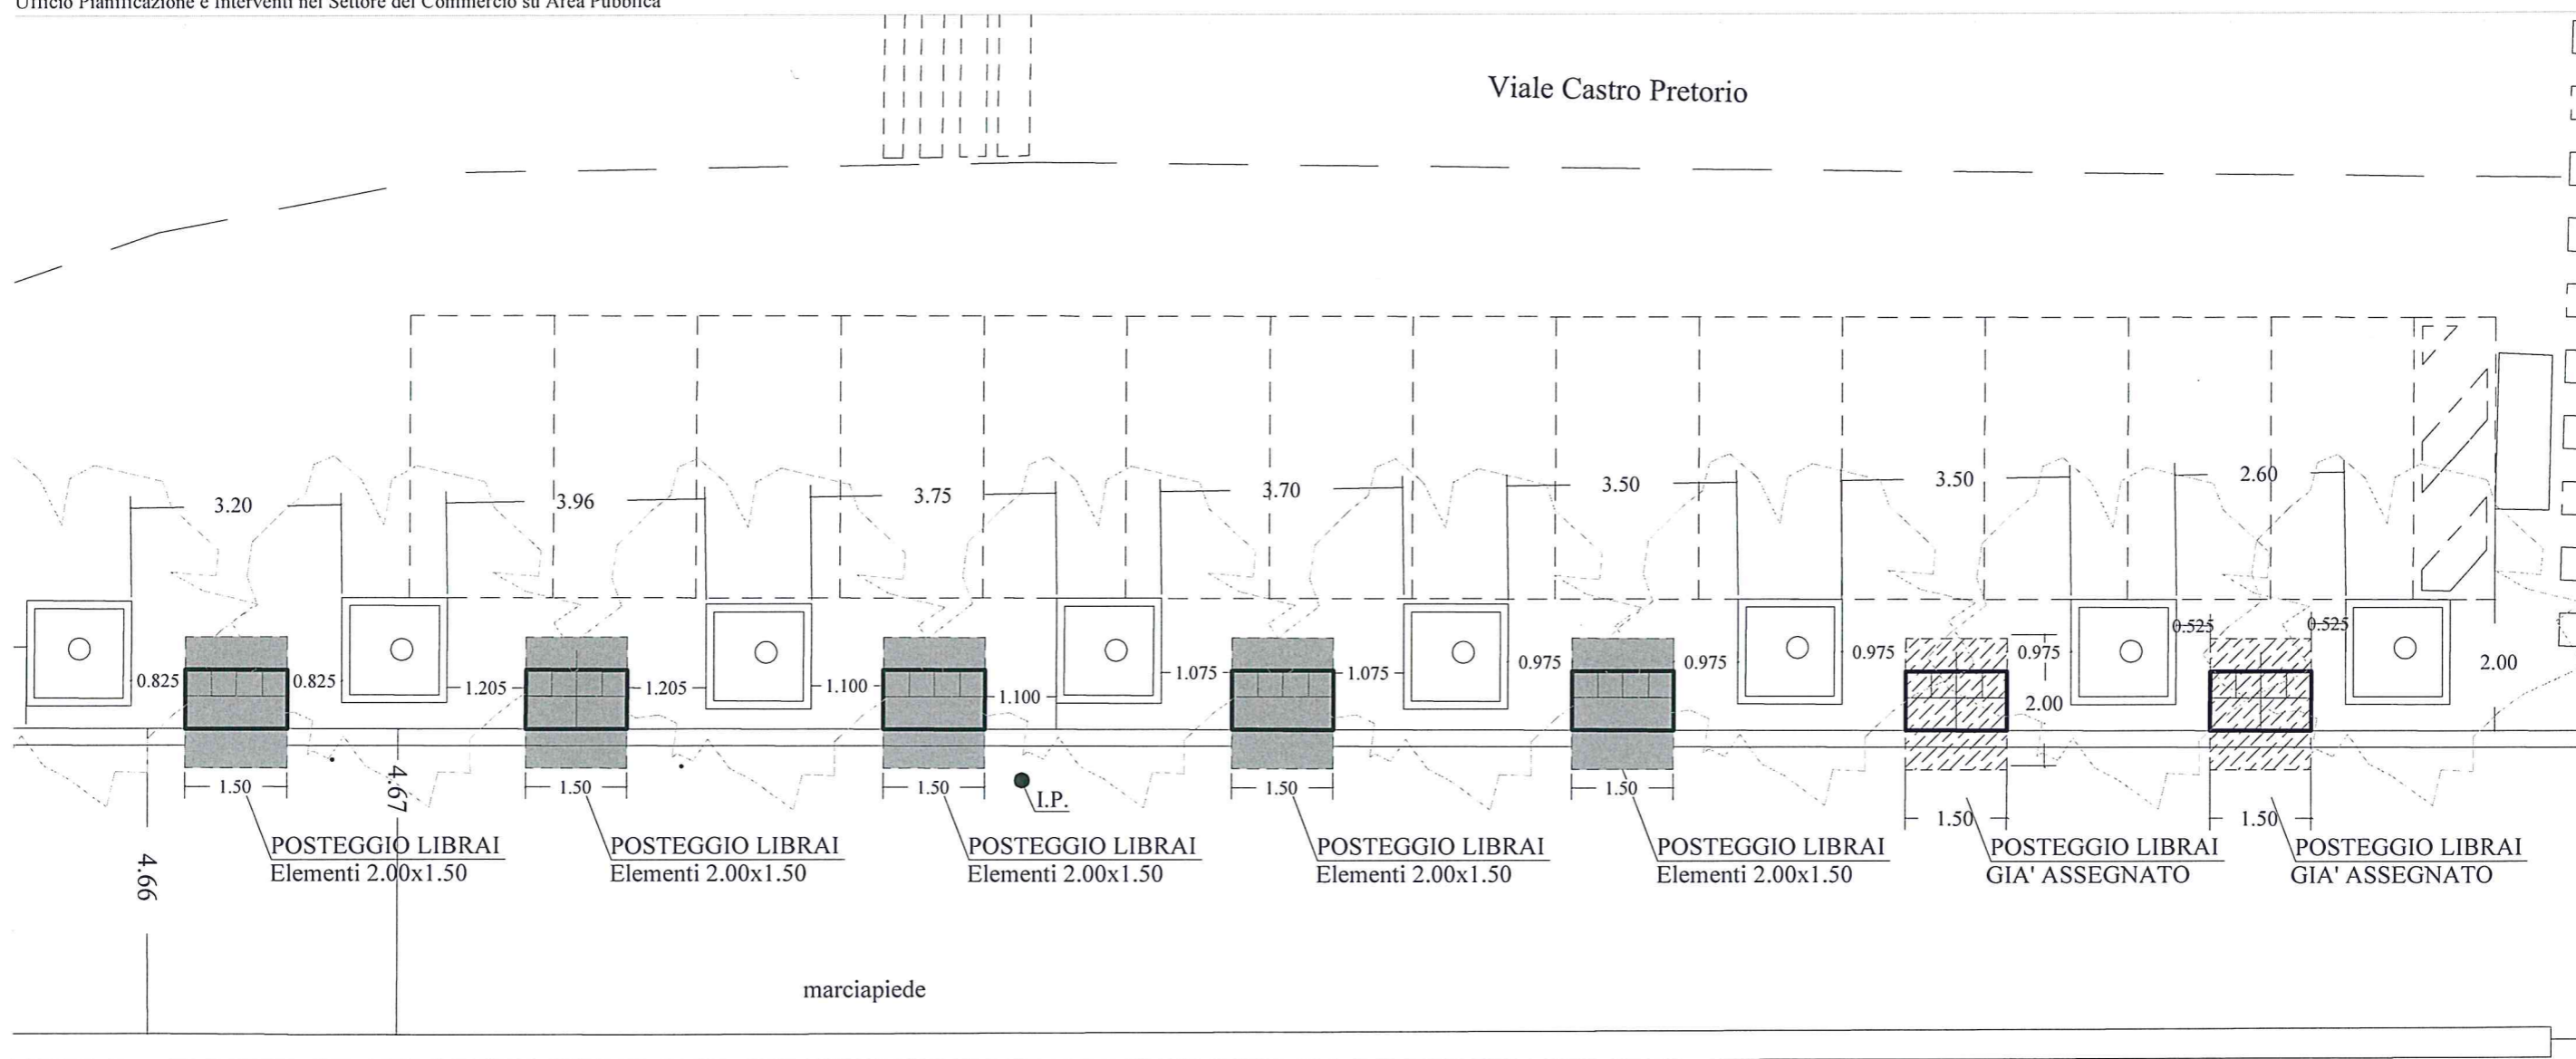 Ufficio Pianificazione e Interventi nel Settore del Commercio su Area Pubblica
Viale Castro Pretorio
3.20
3.96
3.75
3.70
3.50
3.50
2.60
0.825
0.825
1.205
1.205
1.100
1.100
1.075
1.075
0.975
0.975
0.975
0.975
2.00
0.525
0.525
2.00
1.50
1.50
1.50
1.50
1.50
1.50
1.50
I.P.
4.67
4.66
POSTEGGIO LIBRAI
Elementi 2.00x1.50
POSTEGGIO LIBRAI
Elementi 2.00x1.50
POSTEGGIO LIBRAI
Elementi 2.00x1.50
POSTEGGIO LIBRAI
Elementi 2.00x1.50
POSTEGGIO LIBRAI
Elementi 2.00x1.50
POSTEGGIO LIBRAI
GIA' ASSEGNATO
POSTEGGIO LIBRAI
GIA' ASSEGNATO
marciapiede